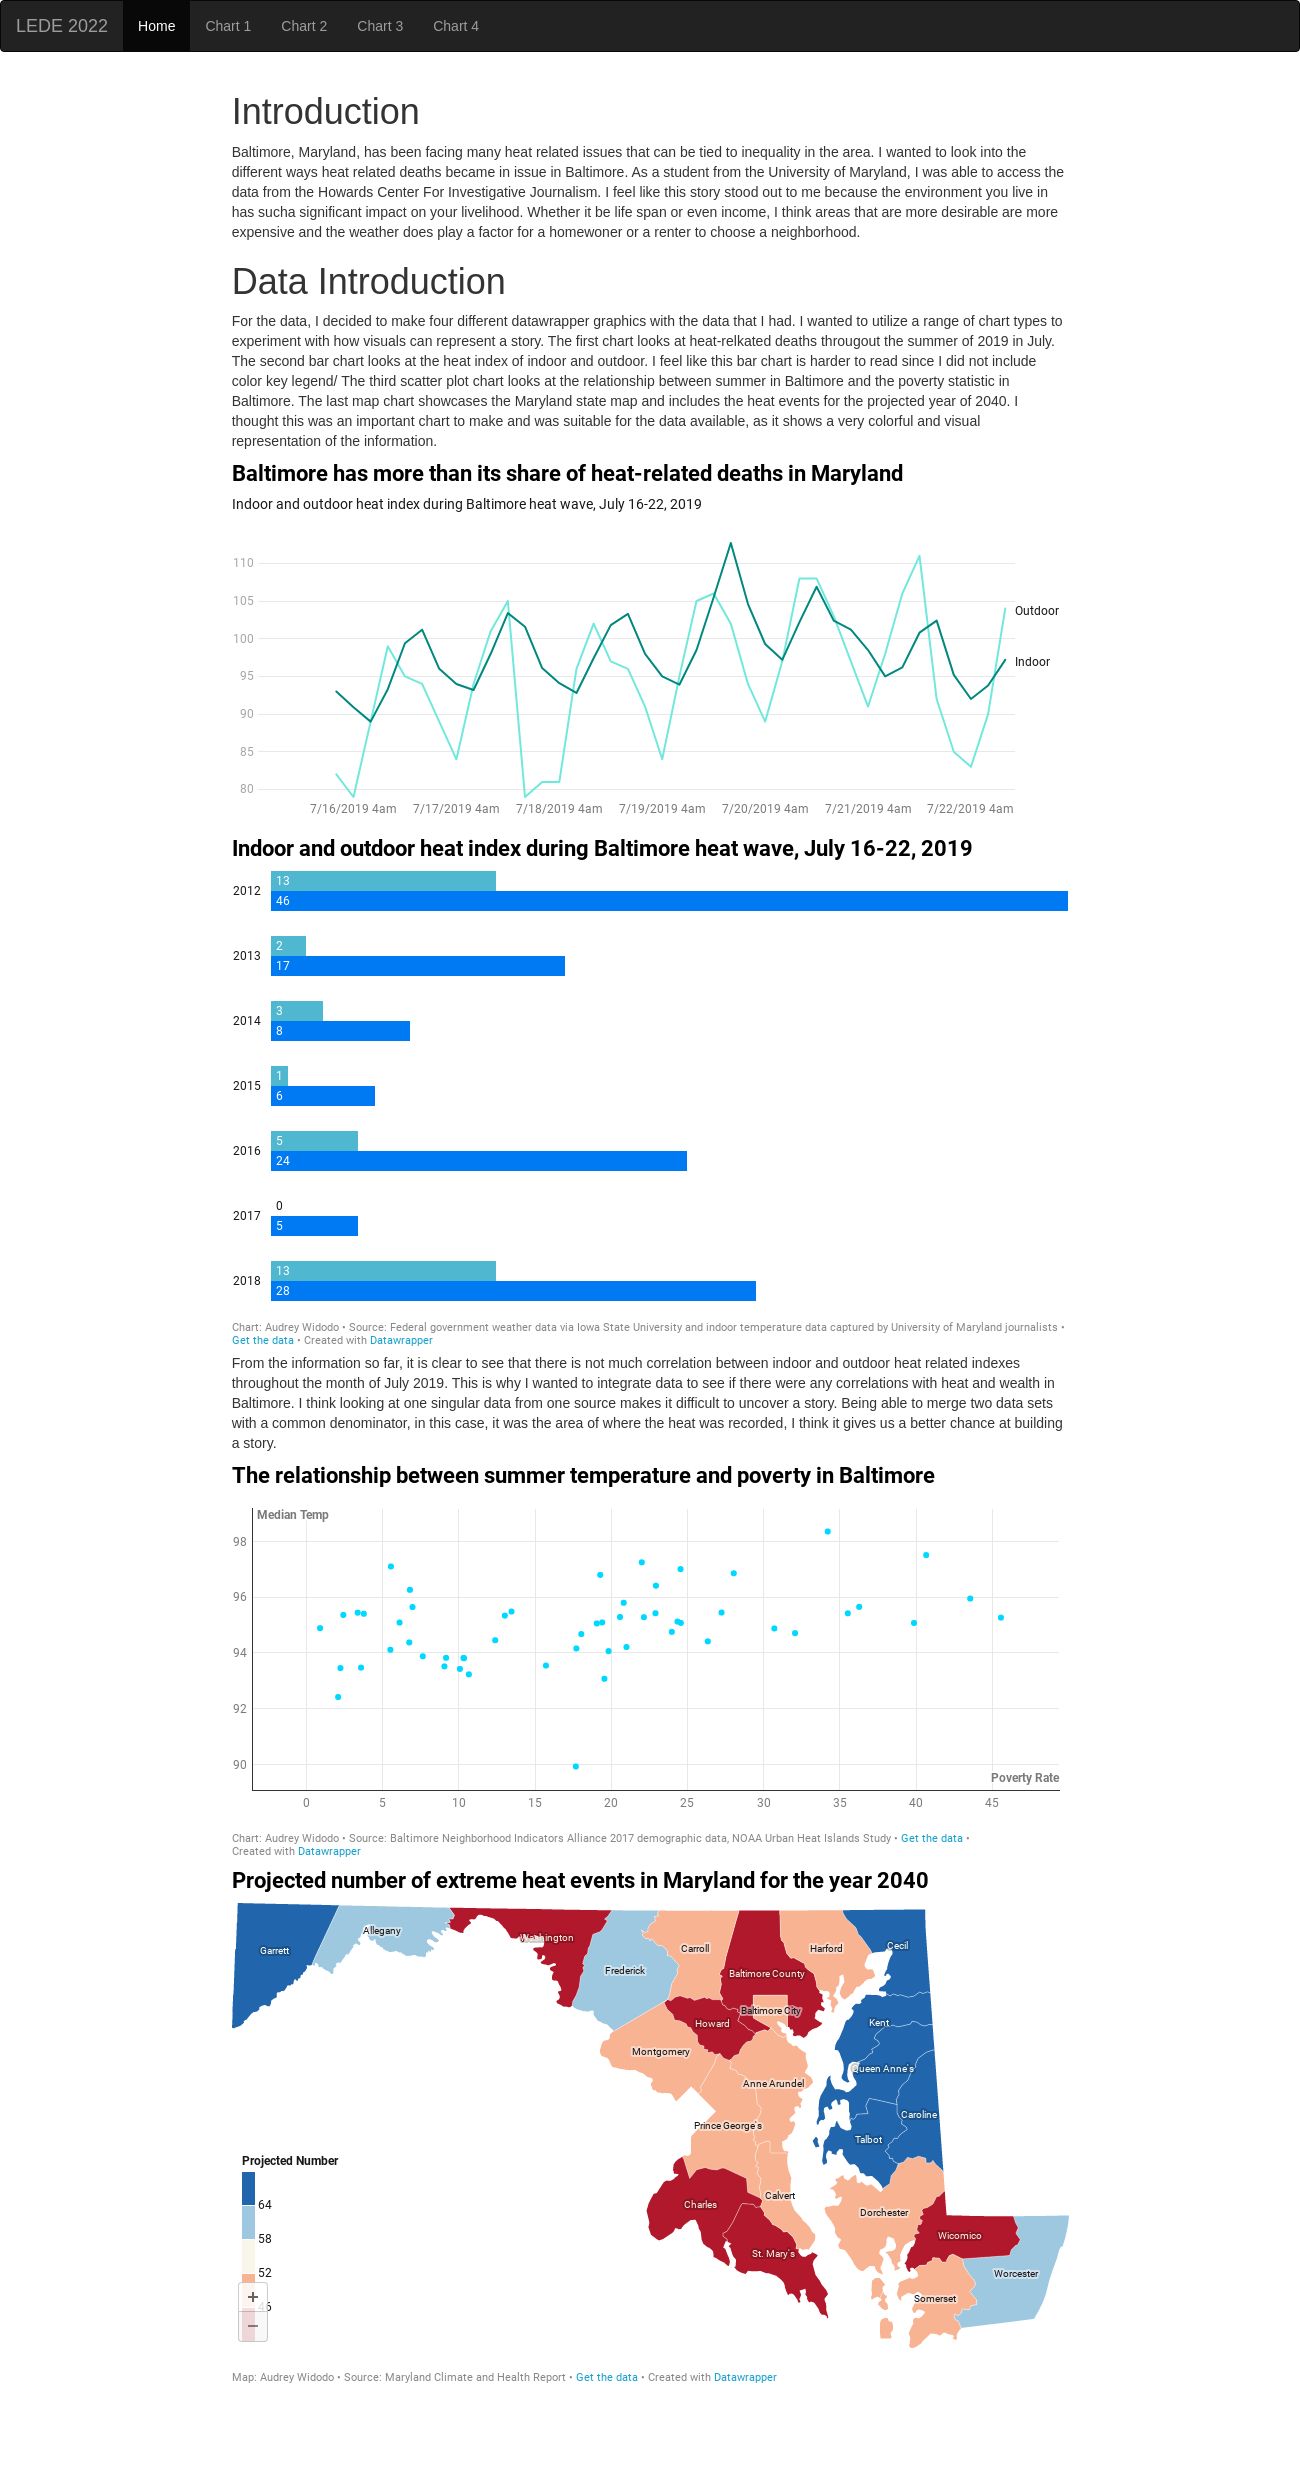 LEDE 2022 Home Chart 1 Chart 2 Chart 3 Chart 4
Introduction
Baltimore, Maryland, has been facing many heat related issues that can be tied to inequality in the area. I wanted to look into the
different ways heat related deaths became in issue in Baltimore. As a student from the University of Maryland, I was able to access the
data from the Howards Center For Investigative Journalism. I feel like this story stood out to me because the environment you live in
has sucha significant impact on your livelihood. Whether it be life span or even income, I think areas that are more desirable are more
expensive and the weather does play a factor for a homewoner or a renter to choose a neighborhood.
Data Introduction
For the data, I decided to make four different datawrapper graphics with the data that I had. I wanted to utilize a range of chart types to
experiment with how visuals can represent a story. The first chart looks at heat-relkated deaths througout the summer of 2019 in July.
The second bar chart looks at the heat index of indoor and outdoor. I feel like this bar chart is harder to read since I did not include
color key legend/ The third scatter plot chart looks at the relationship between summer in Baltimore and the poverty statistic in
Baltimore. The last map chart showcases the Maryland state map and includes the heat events for the projected year of 2040. I
thought this was an important chart to make and was suitable for the data available, as it shows a very colorful and visual
representation of the information.
Baltimore has more than its share of heat-related deaths in Maryland
Indoor and outdoor heat index during Baltimore heat wave, July 16-22, 2019
110
105
Outdoor
100
Indoor
95
90
85
80
7/16/2019 4am 7/17/2019 4am 7/18/2019 4am 7/19/2019 4am 7/20/2019 4am 7/21/2019 4am 7/22/2019 4am
Indoor and outdoor heat index during Baltimore heat wave, July 16-22, 2019
2012
13
46
2013
2
17
2014
3
8
2015
1
6
2016
5
24
2017
0
5
2018
13
28
Chart: Audrey Widodo • Source: Federal government weather data via Iowa State University and indoor temperature data captured by University of Maryland journalists •
Get the data • Created with Datawrapper
From the information so far, it is clear to see that there is not much correlation between indoor and outdoor heat related indexes
throughout the month of July 2019. This is why I wanted to integrate data to see if there were any correlations with heat and wealth in
Baltimore. I think looking at one singular data from one source makes it difficult to uncover a story. Being able to merge two data sets
with a common denominator, in this case, it was the area of where the heat was recorded, I think it gives us a better chance at building
a story.
The relationship between summer temperature and poverty in Baltimore
Median Temp
98
96
94
92
90
Poverty Rate
0 5 10 15 20 25 30 35 40 45
Chart: Audrey Widodo • Source: Baltimore Neighborhood Indicators Alliance 2017 demographic data, NOAA Urban Heat Islands Study • Get the data •
Created with Datawrapper
Projected number of extreme heat events in Maryland for the year 2040
Garrett
Allegany
Washington
Frederick
Carroll
Baltimore County
Harford
Cecil
Baltimore City
Howard
Kent
Montgomery
Queen Anne's
Anne Arundel
Caroline
Prince George's
Talbot
Calvert
Charles
Dorchester
Wicomico
St. Mary's
Worcester
Somerset
Projected Number
64
58
52
46
+
−
Map: Audrey Widodo • Source: Maryland Climate and Health Report • Get the data • Created with Datawrapper